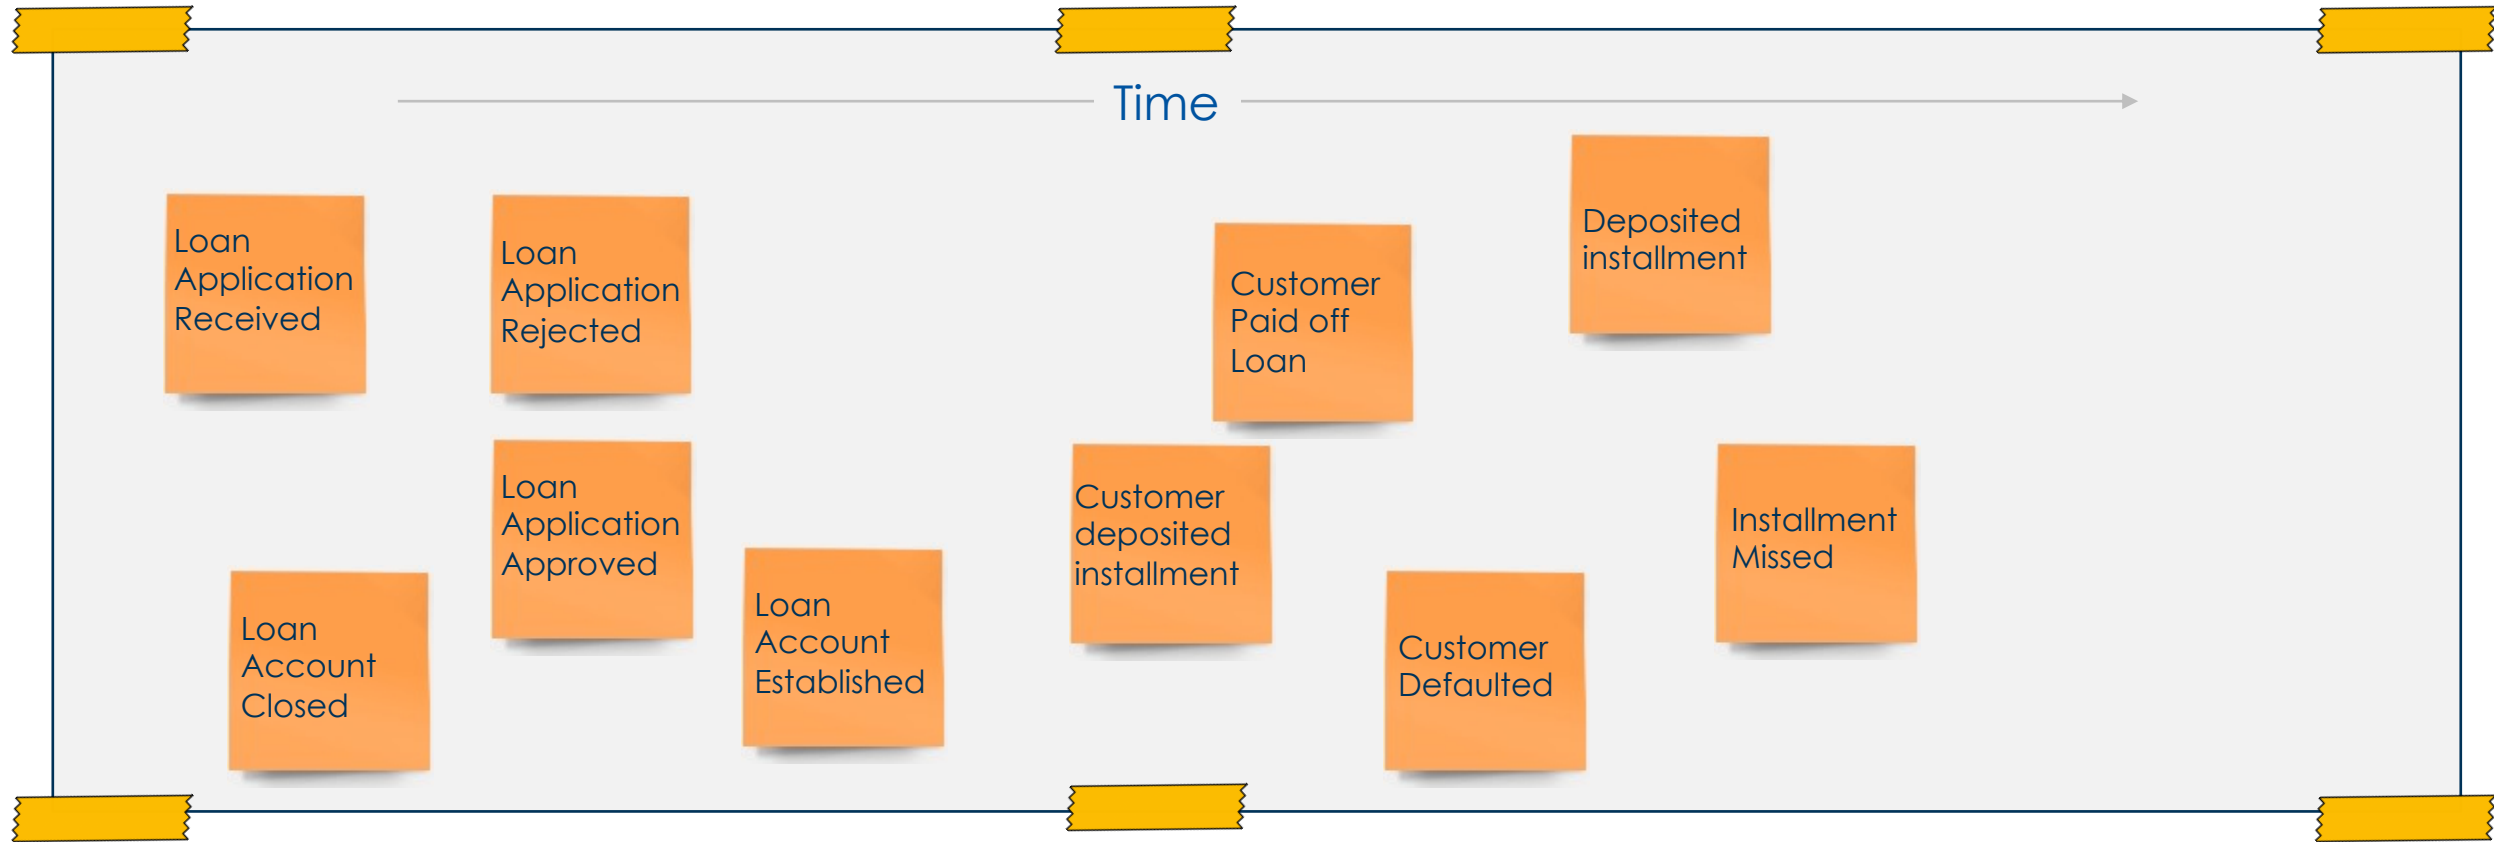 Time
Loan
Application
Received
Loan
Application
Rejected
Customer
Paid off
Loan
Deposited
installment
Loan
Application
Approved
Customer
deposited
installment
Installment
Missed
Loan
Account
Closed
Loan
Account
Established
Customer
Defaulted